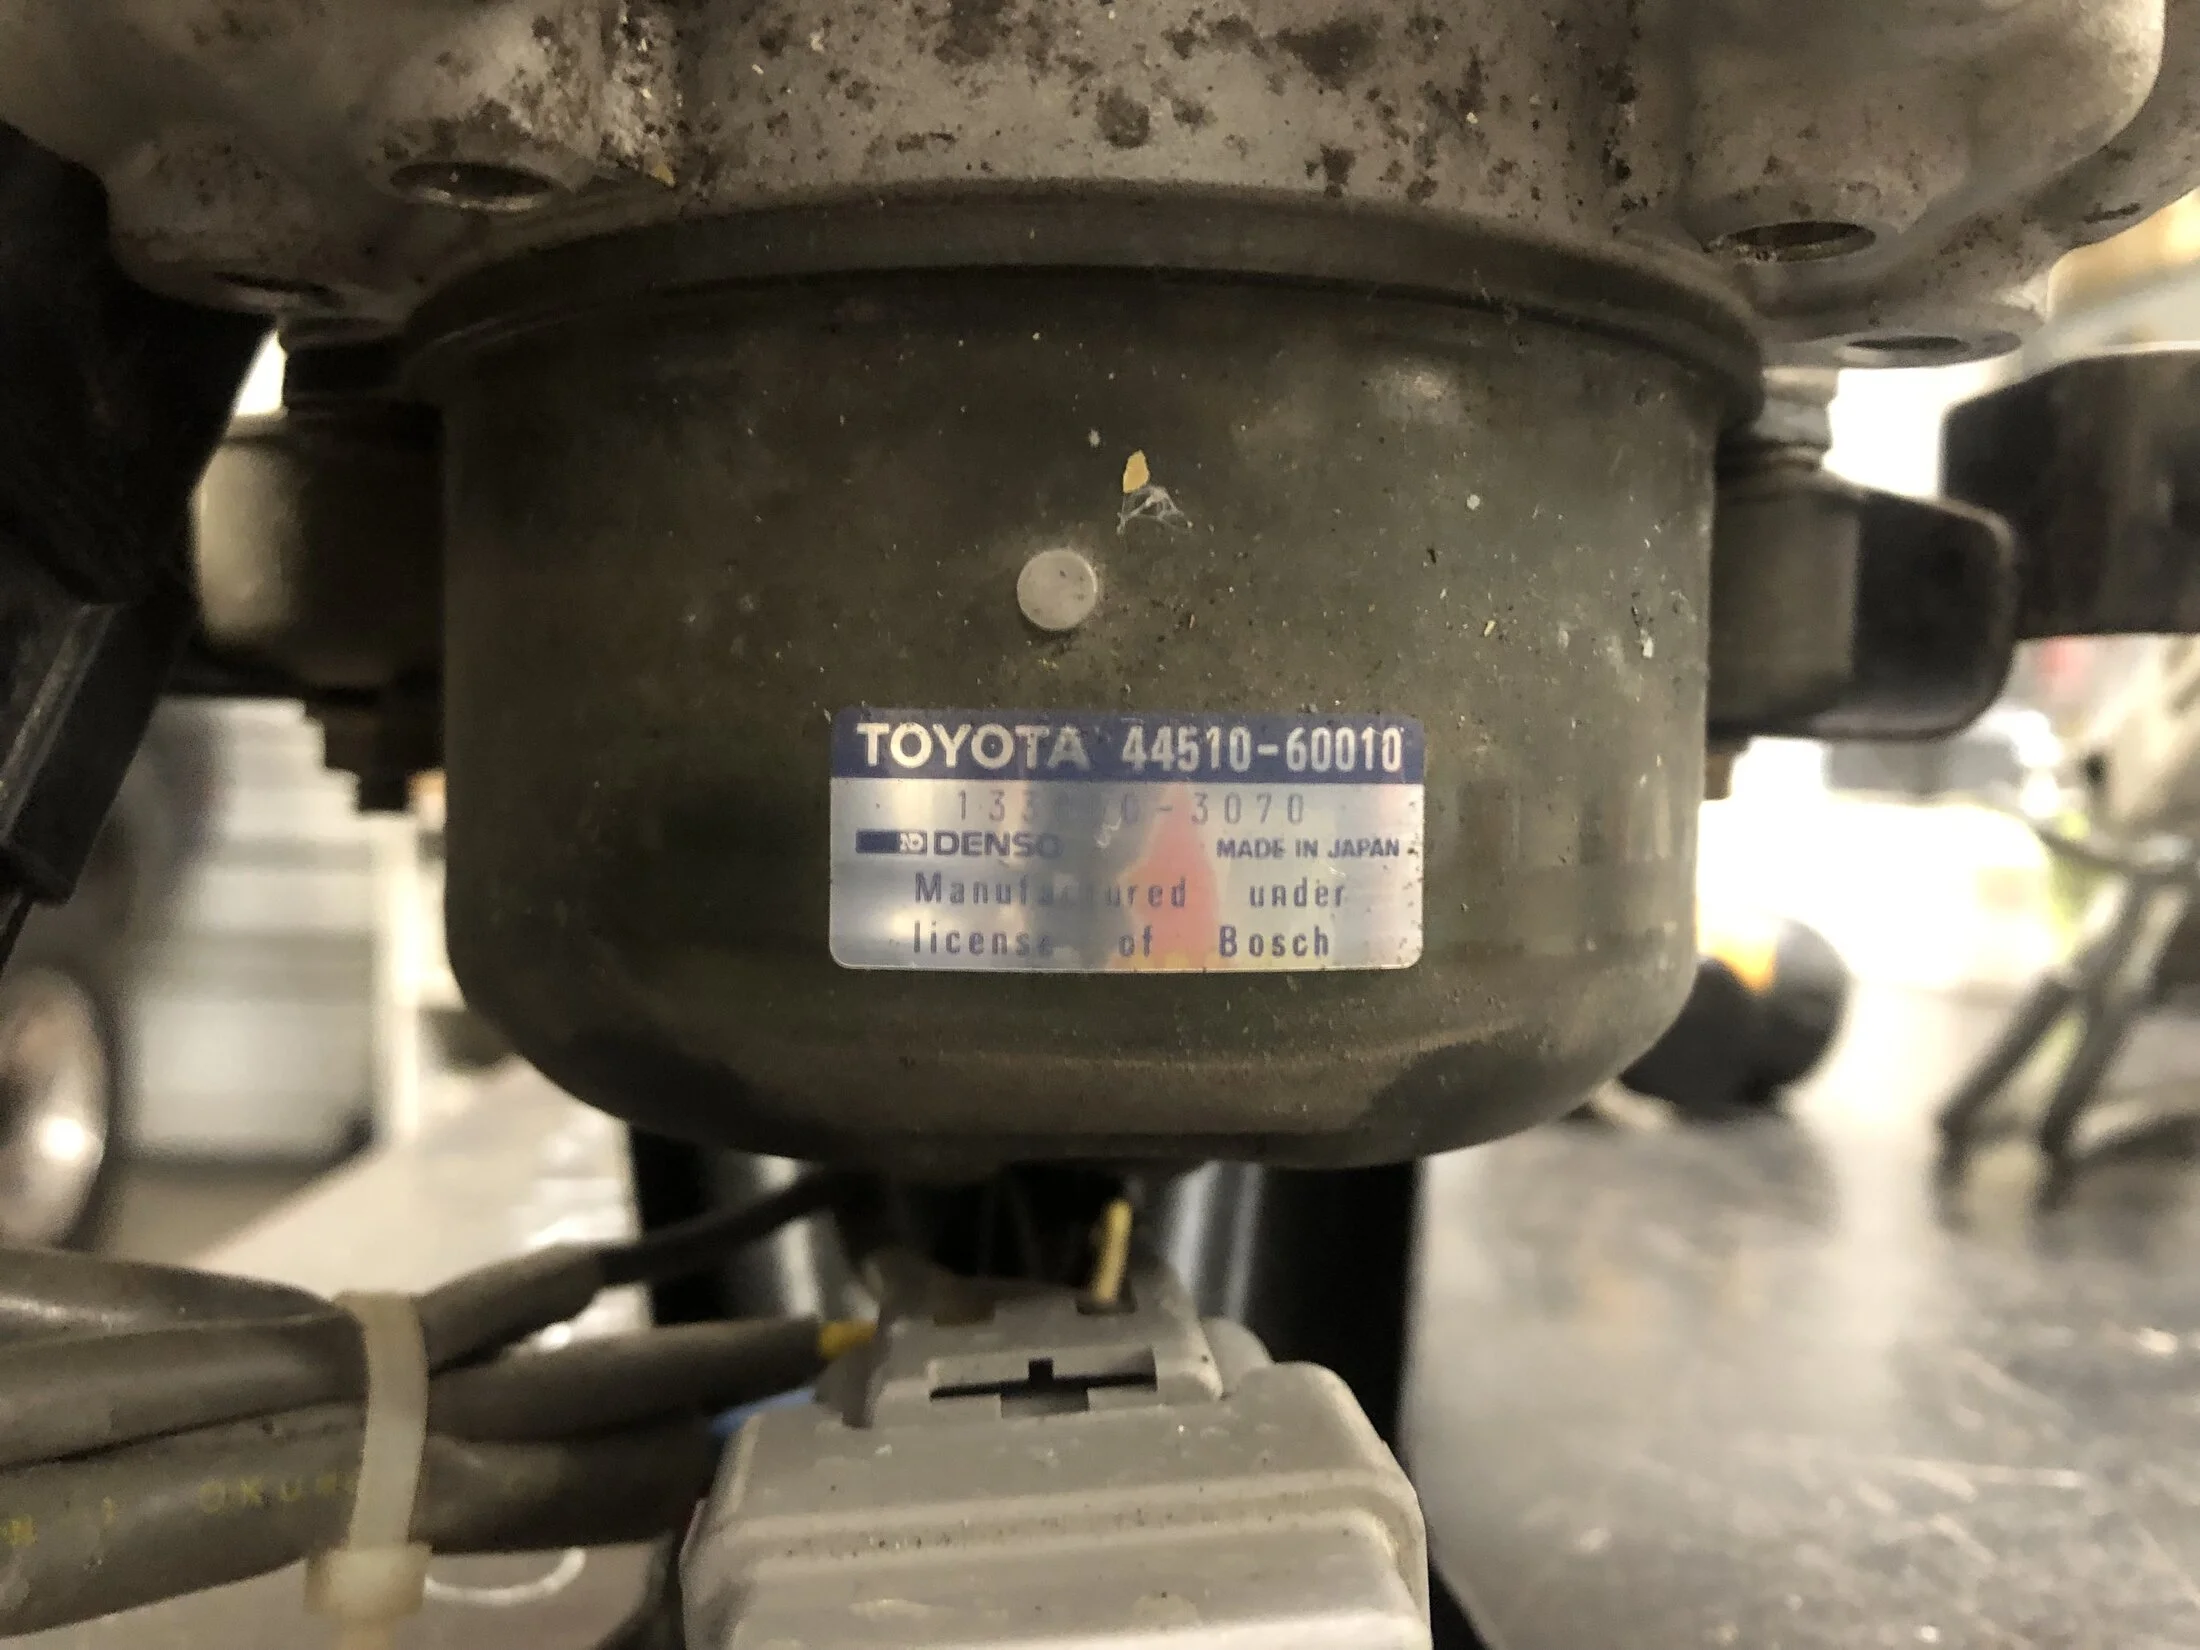 TOYOTA 44510-60010
DENSO MADE IN JAPAN
Manufactured under
license of Bosch